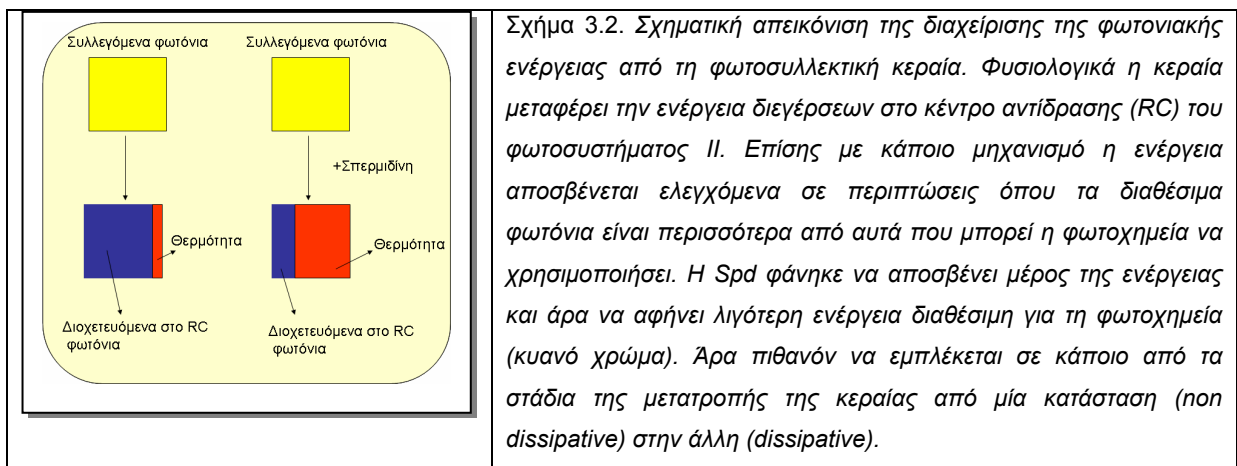 Συλλεγόμενα φωτόνια
Συλλεγόμενα φωτόνια
+Σπερμιδίνη
Θερμότητα
Θερμότητα
Διοχετευόμενα στο RC
φωτόνια
Διοχετευόμενα στο RC
φωτόνια
Σχήμα 3.2. Σχηματική απεικόνιση της διαχείρισης της φωτονιακής
ενέργειας από τη φωτοσυλλεκτική κεραία. Φυσιολογικά η κεραία
μεταφέρει την ενέργεια διεγέρσεων στο κέντρο αντίδρασης (RC) του
φωτοσυστήματος ΙΙ. Επίσης με κάποιο μηχανισμό η ενέργεια
αποσβένεται ελεγχόμενα σε περιπτώσεις όπου τα διαθέσιμα
φωτόνια είναι περισσότερα από αυτά που μπορεί η φωτοχημεία να
χρησιμοποιήσει. Η Spd φάνηκε να αποσβένει μέρος της ενέργειας
και άρα να αφήνει λιγότερη ενέργεια διαθέσιμη για τη φωτοχημεία
(κυανό χρώμα). Άρα πιθανόν να εμπλέκεται σε κάποιο από τα
στάδια της μετατροπής της κεραίας από μία κατάσταση (non
dissipative) στην άλλη (dissipative).